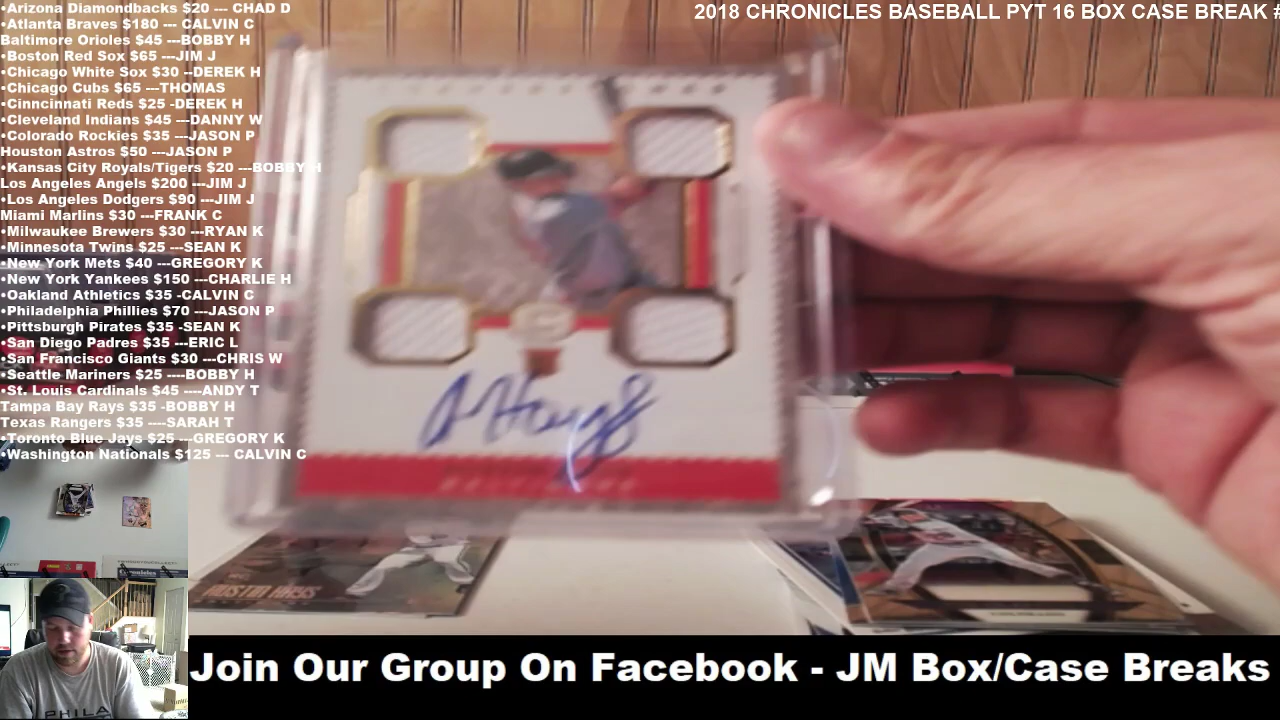 •Arizona Diamondbacks $20 --- CHAD D
•Atlanta Braves $180 --- CALVIN C
Baltimore Orioles $45 ---BOBBY H
•Boston Red Sox $65 ---JIM J
•Chicago White Sox $30 --DEREK H
•Chicago Cubs $65 ---THOMAS
•Cinncinnati Reds $25 -DEREK H
•Cleveland Indians $45 ---DANNY W
•Colorado Rockies $35 ---JASON P
Houston Astros $50 ---JASON P
•Kansas City Royals/Tigers $20 ---BOBBY H
Los Angeles Angels $200 ---JIM J
•Los Angeles Dodgers $90 ---JIM J
Miami Marlins $30 ---FRANK C
•Milwaukee Brewers $30 ---RYAN K
•Minnesota Twins $25 ---SEAN K
•New York Mets $40 ---GREGORY K
•New York Yankees $150 ---CHARLIE H
•Oakland Athletics $35 -CALVIN C
•Philadelphia Phillies $70 ---JASON P
•Pittsburgh Pirates $35 -SEAN K
•San Diego Padres $35 ---ERIC L
•San Francisco Giants $30 ---CHRIS W
•Seattle Mariners $25 ----BOBBY H
•St. Louis Cardinals $45 ----ANDY T
Tampa Bay Rays $35 -BOBBY H
Texas Rangers $35 ----SARAH T
•Toronto Blue Jays $25 ---GREGORY K
•Washington Nationals $125 --- CALVIN C
2018 CHRONICLES BASEBALL PYT 16 BOX CASE BREAK #
AUSTIN HAYS
PHILA
Join Our Group On Facebook - JM Box/Case Breaks